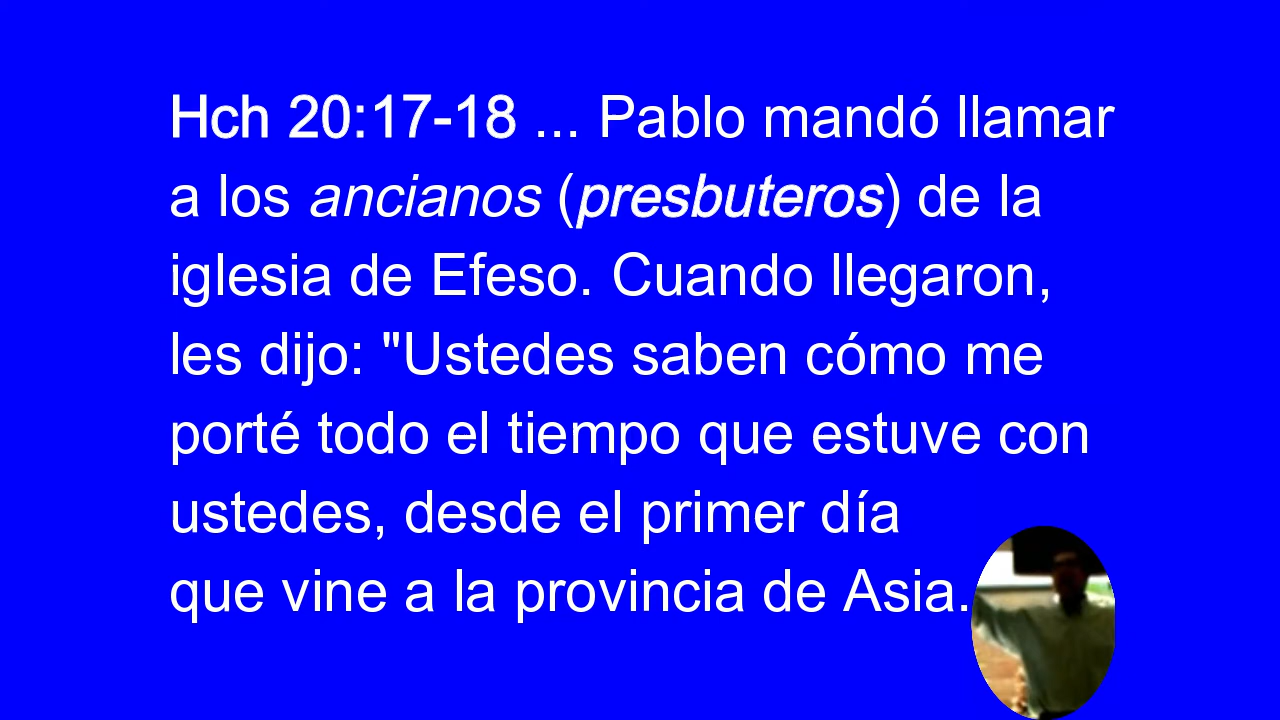 Hch 20:17-18 ... Pablo mandó llamar
a los ancianos (presbuteros) de la
iglesia de Efeso. Cuando llegaron,
les dijo: "Ustedes saben cómo me
porté todo el tiempo que estuve con
ustedes, desde el primer día
que vine a la provincia de Asia.